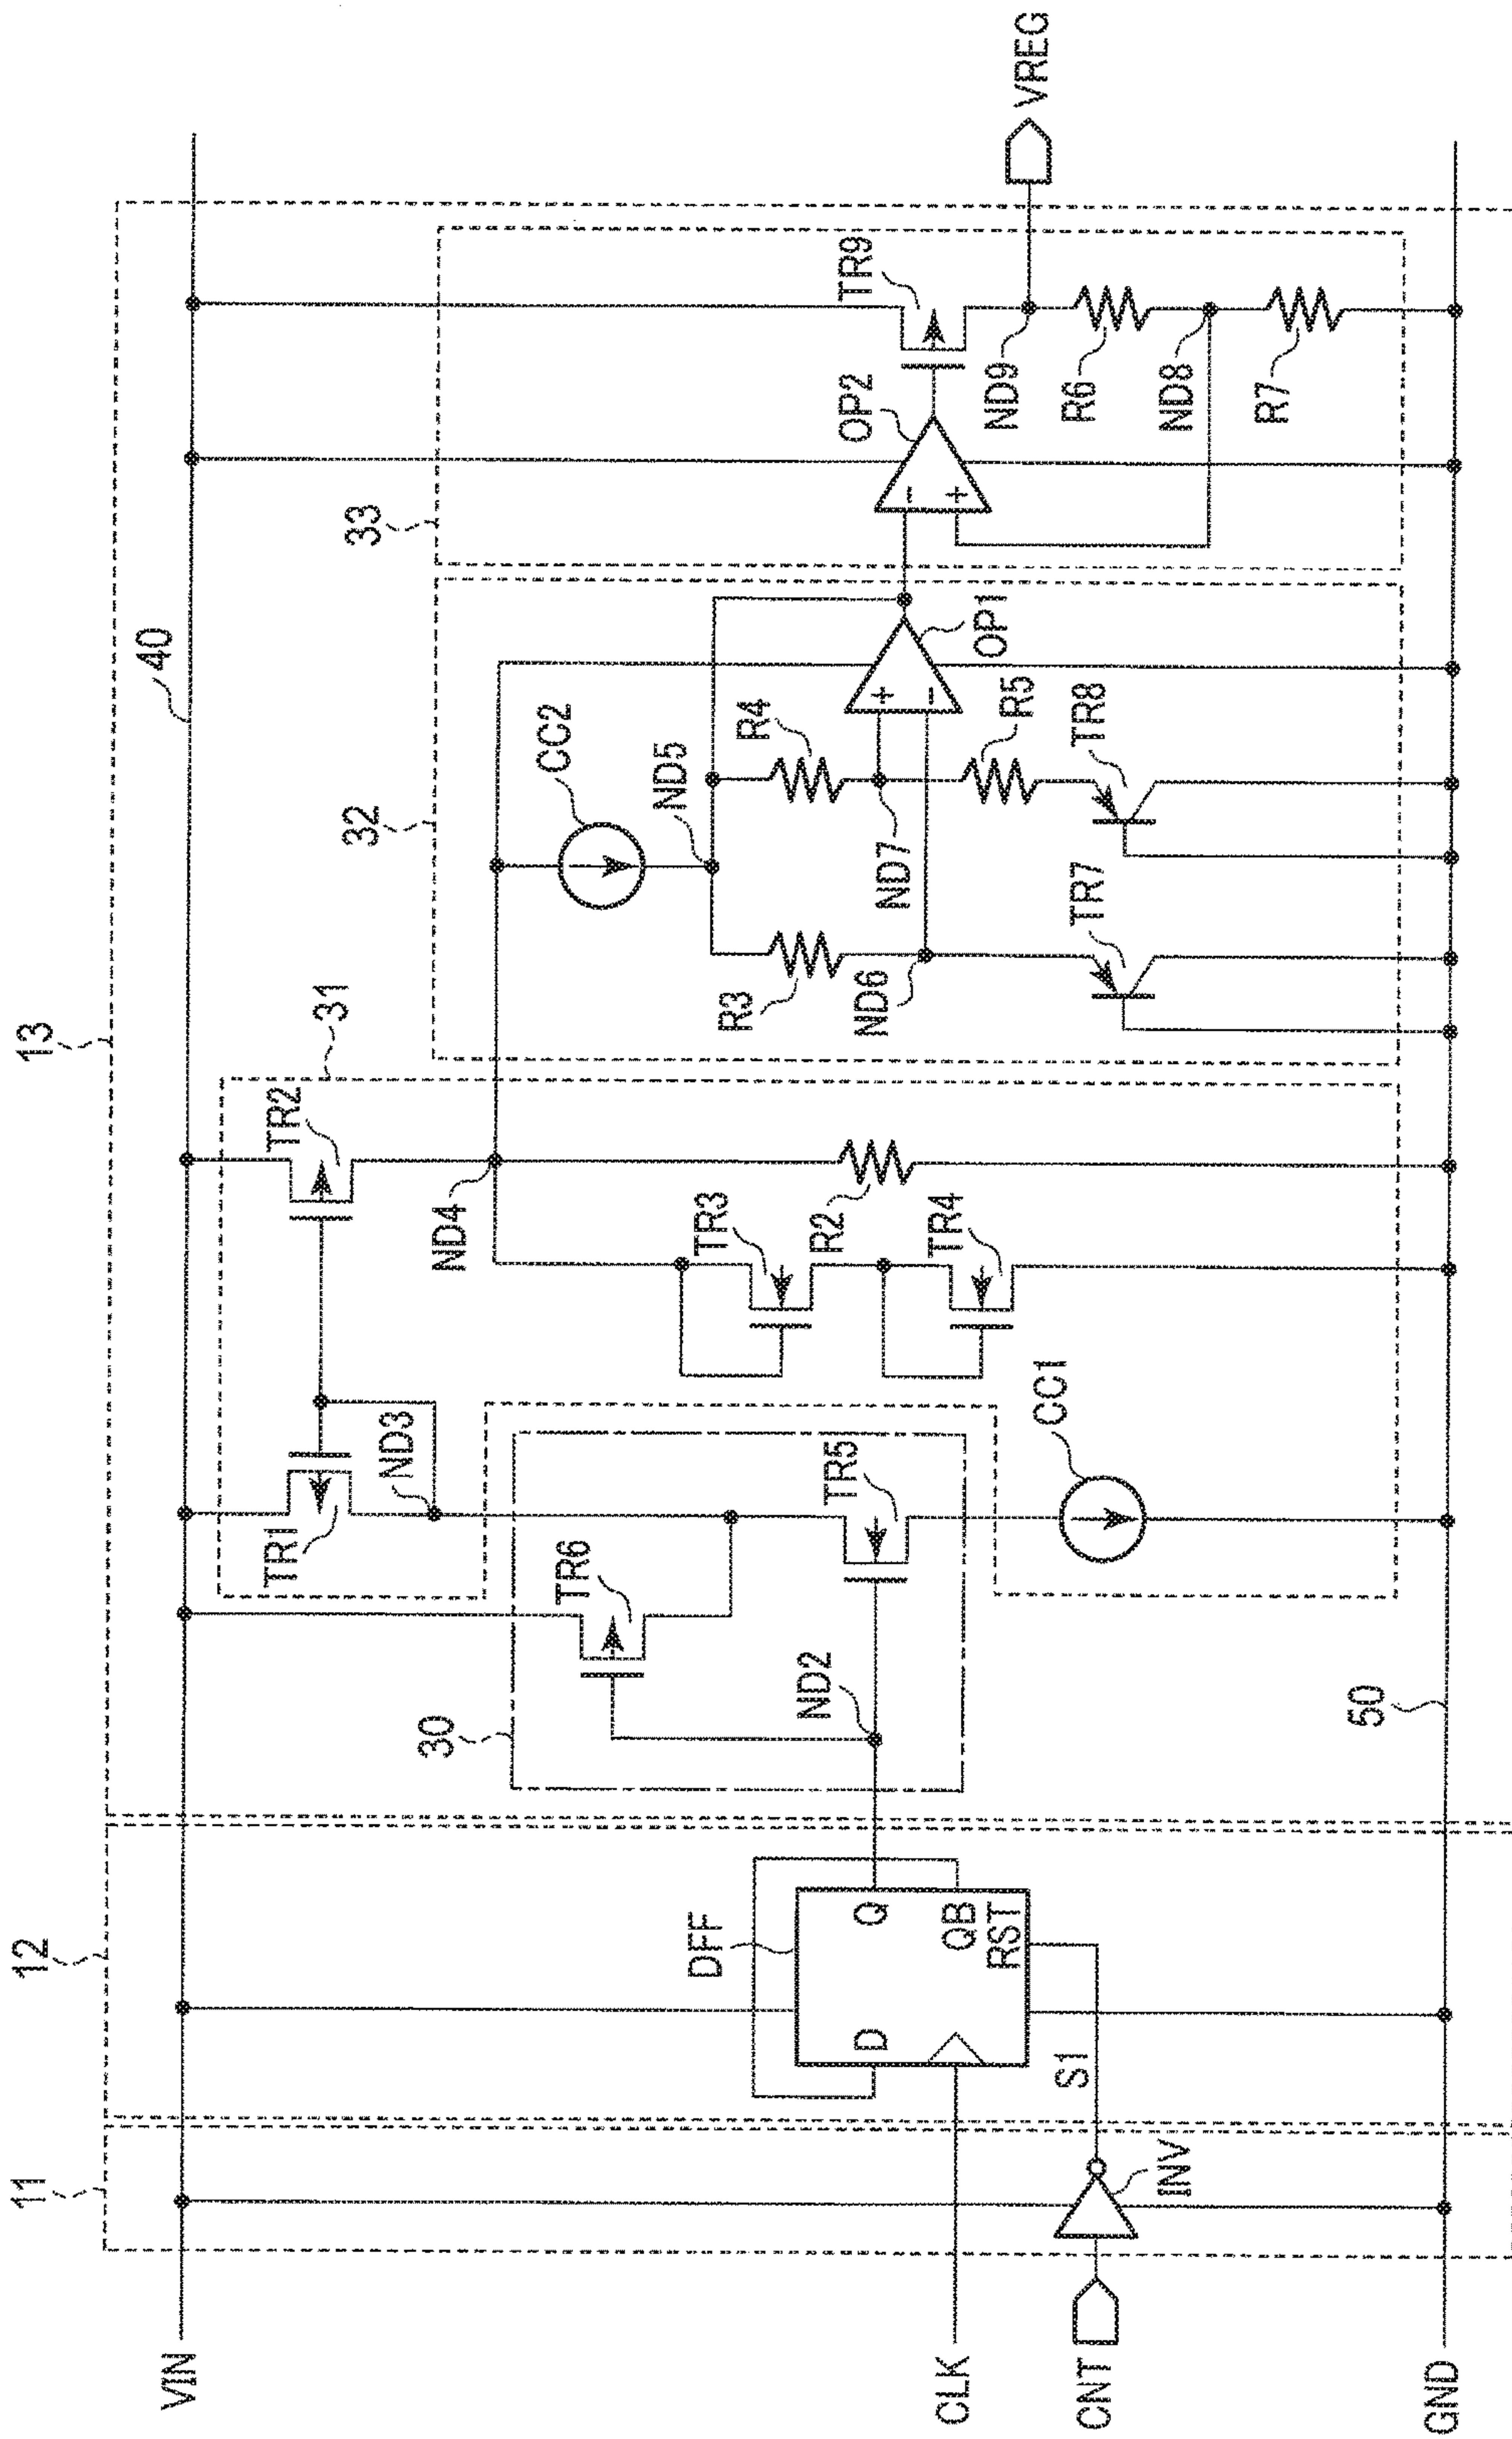 13
12
11
40
31
32
33
30
50
VIN
CLK
CNT
GND
VREG
INV
S1
DFF
D
Q
QB
RST
TR1
TR2
ND3
ND4
TR6
TR5
ND2
CC1
TR3
R2
TR4
CC2
ND5
R3
R4
ND6
ND7
R5
TR7
TR8
+
−
OP1
−
+
OP2
TR9
ND9
R6
ND8
R7